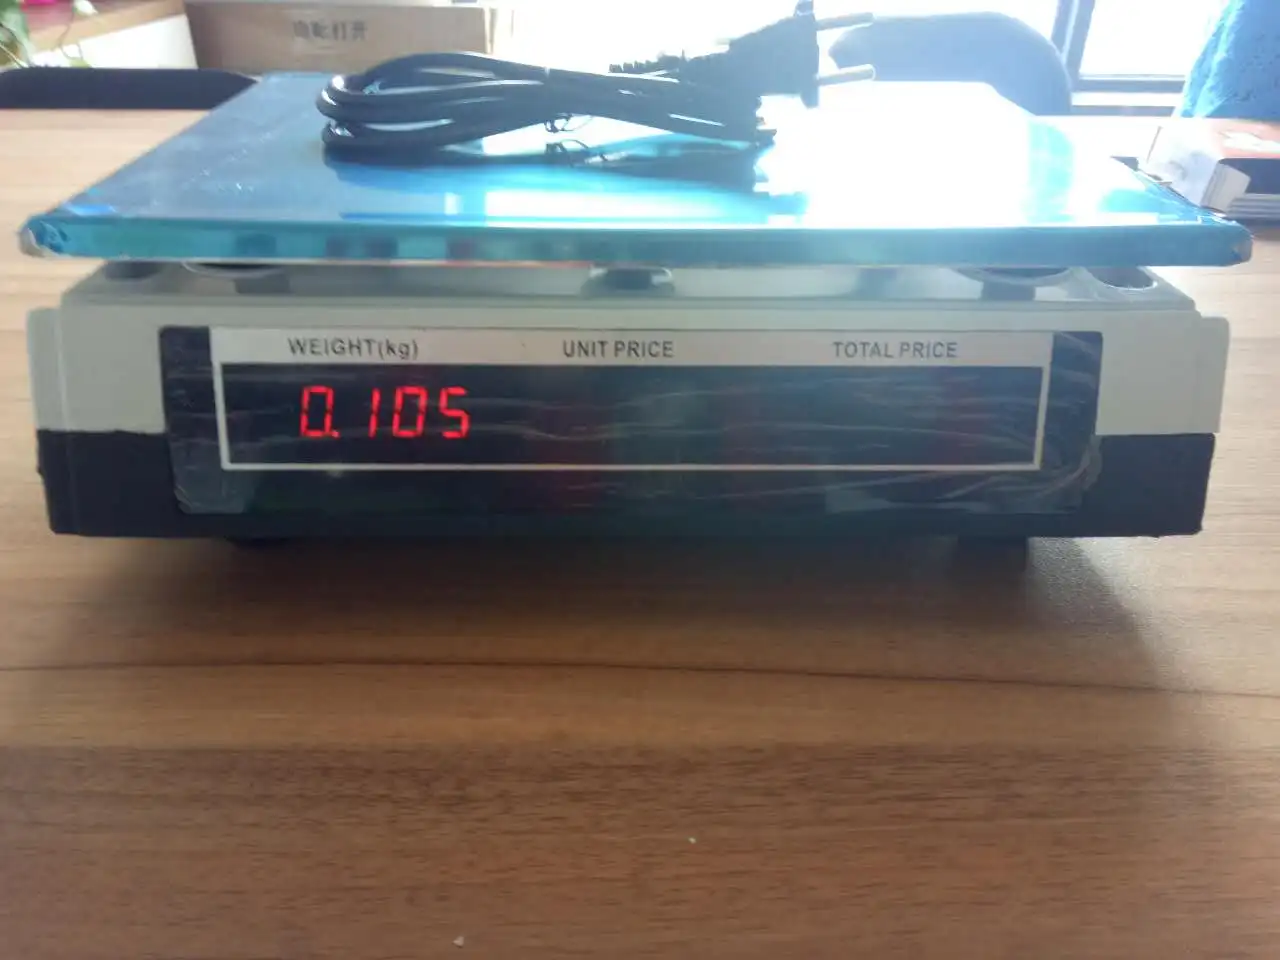 WEIGHT(kg) UNIT PRICE TOTAL PRICE
0.105